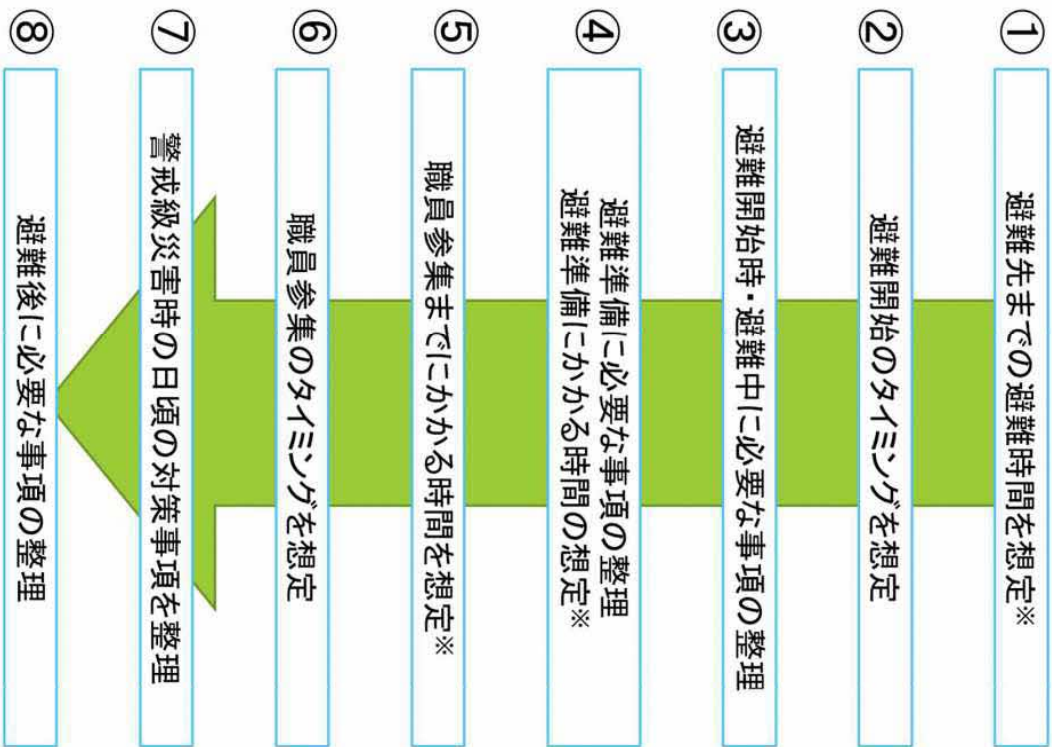 ①
避難先までの避難時間を想定※
②
避難開始のタイミングを想定
③
避難開始時・避難中に必要な事項の整理
④
避難準備に必要な事項の整理
避難準備にかかる時間の想定※
⑤
職員参集までにかかる時間を想定※
⑥
職員参集のタイミングを想定
⑦
警戒級災害時の日頃の対策事項を整理
⑧
避難後に必要な事項の整理